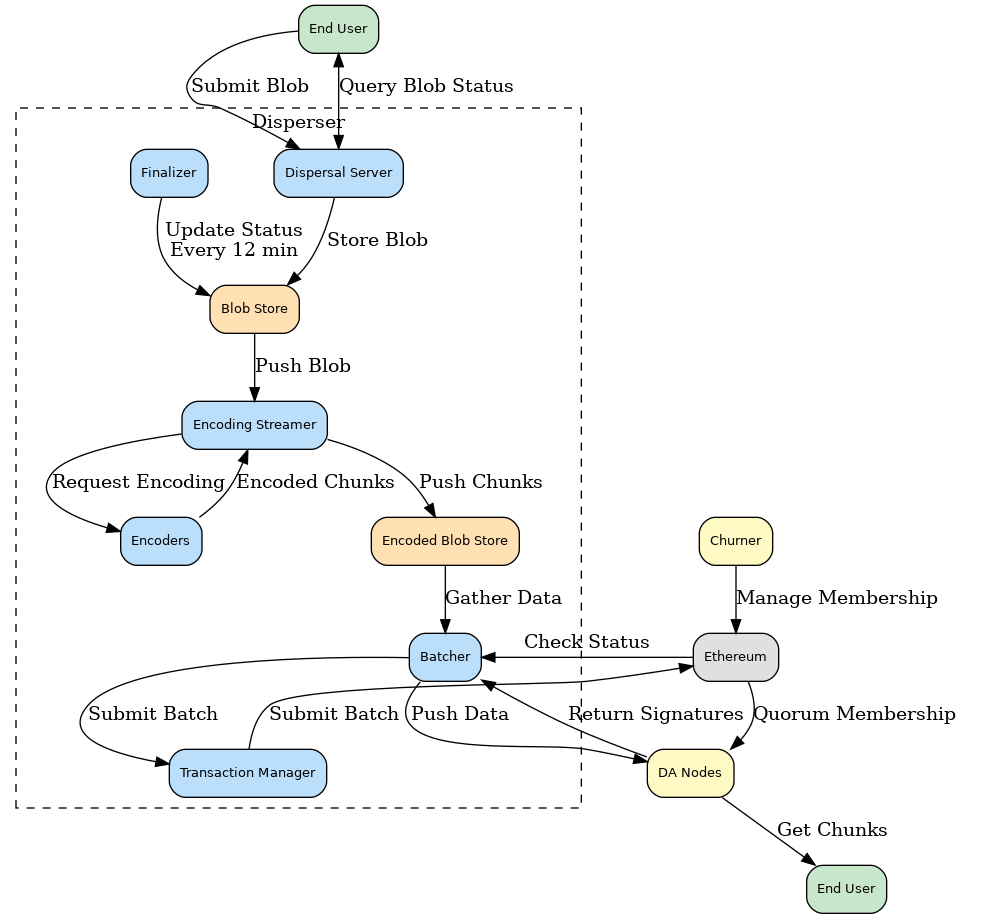 End User
Submit Blob
Query Blob Status
Disperser
Finalizer
Dispersal Server
Update Status
Every 12 min
Store Blob
Blob Store
Push Blob
Encoding Streamer
Request Encoding
Encoded Chunks
Push Chunks
Encoders
Encoded Blob Store
Churner
Gather Data
Manage Membership
Check Status
Batcher
Ethereum
Submit Batch
Submit Batch
Push Data
Return Signatures
Quorum Membership
Transaction Manager
DA Nodes
Get Chunks
End User